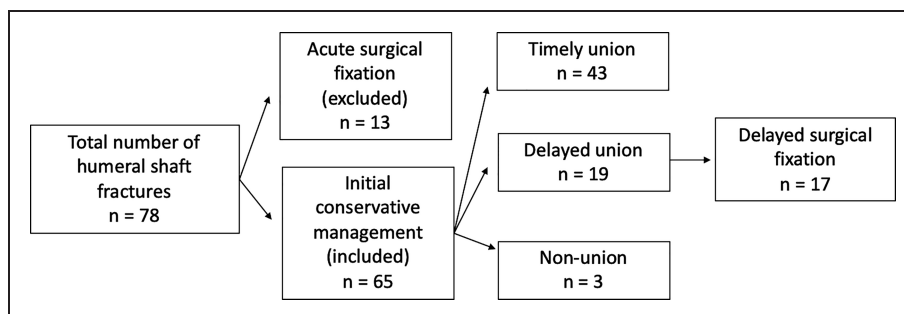 Total number of
humeral shaft
fractures
n = 78
Acute surgical
fixation
(excluded)
n = 13
Initial
conservative
management
(included)
n = 65
Timely union
n = 43
Delayed union
n = 19
Non-union
n = 3
Delayed surgical
fixation
n = 17